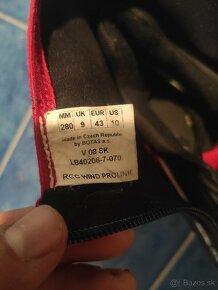 MM UK EUR US
280 9 43 10
made in Czech Republic
by BOTAS a.s.
V 08 SK
LB40208-7-070
RCC WIND PROLINK
Bazos.sk